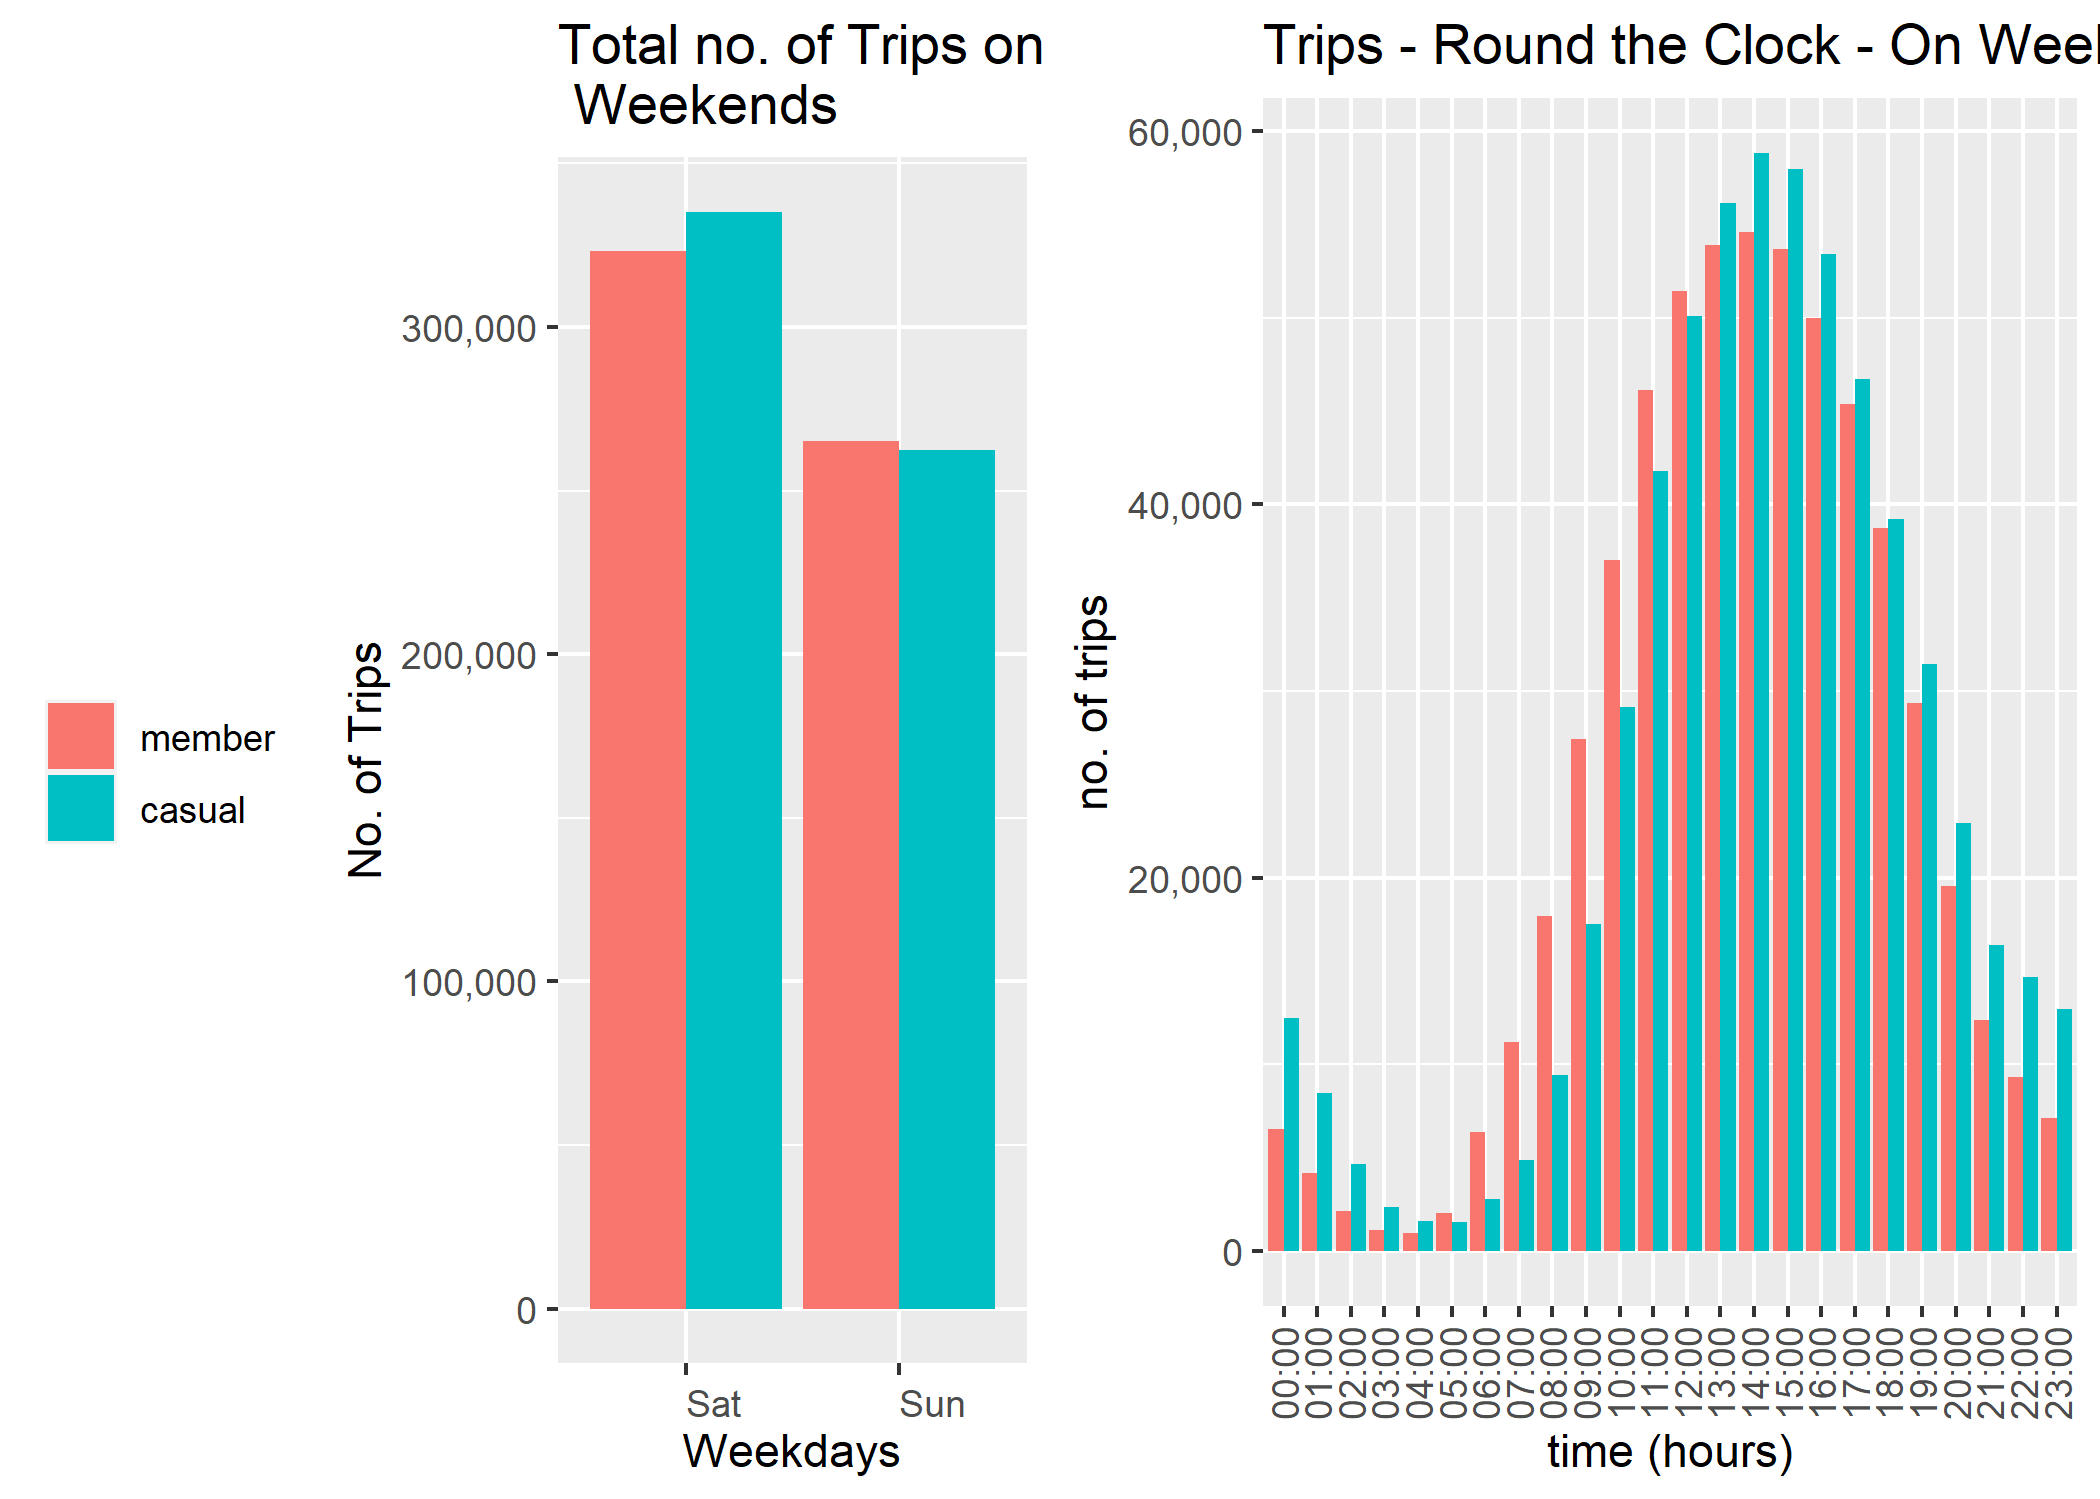 Total no. of Trips on
Weekends
300,000
200,000
100,000
0
No. of Trips
Sat
Sun
Weekdays
member
casual
Trips - Round the Clock - On Week
60,000
40,000
20,000
0
no. of trips
00:00
01:00
02:00
03:00
04:00
05:00
06:00
07:00
08:00
09:00
10:00
11:00
12:00
13:00
14:00
15:00
16:00
17:00
18:00
19:00
20:00
21:00
22:00
23:00
time (hours)